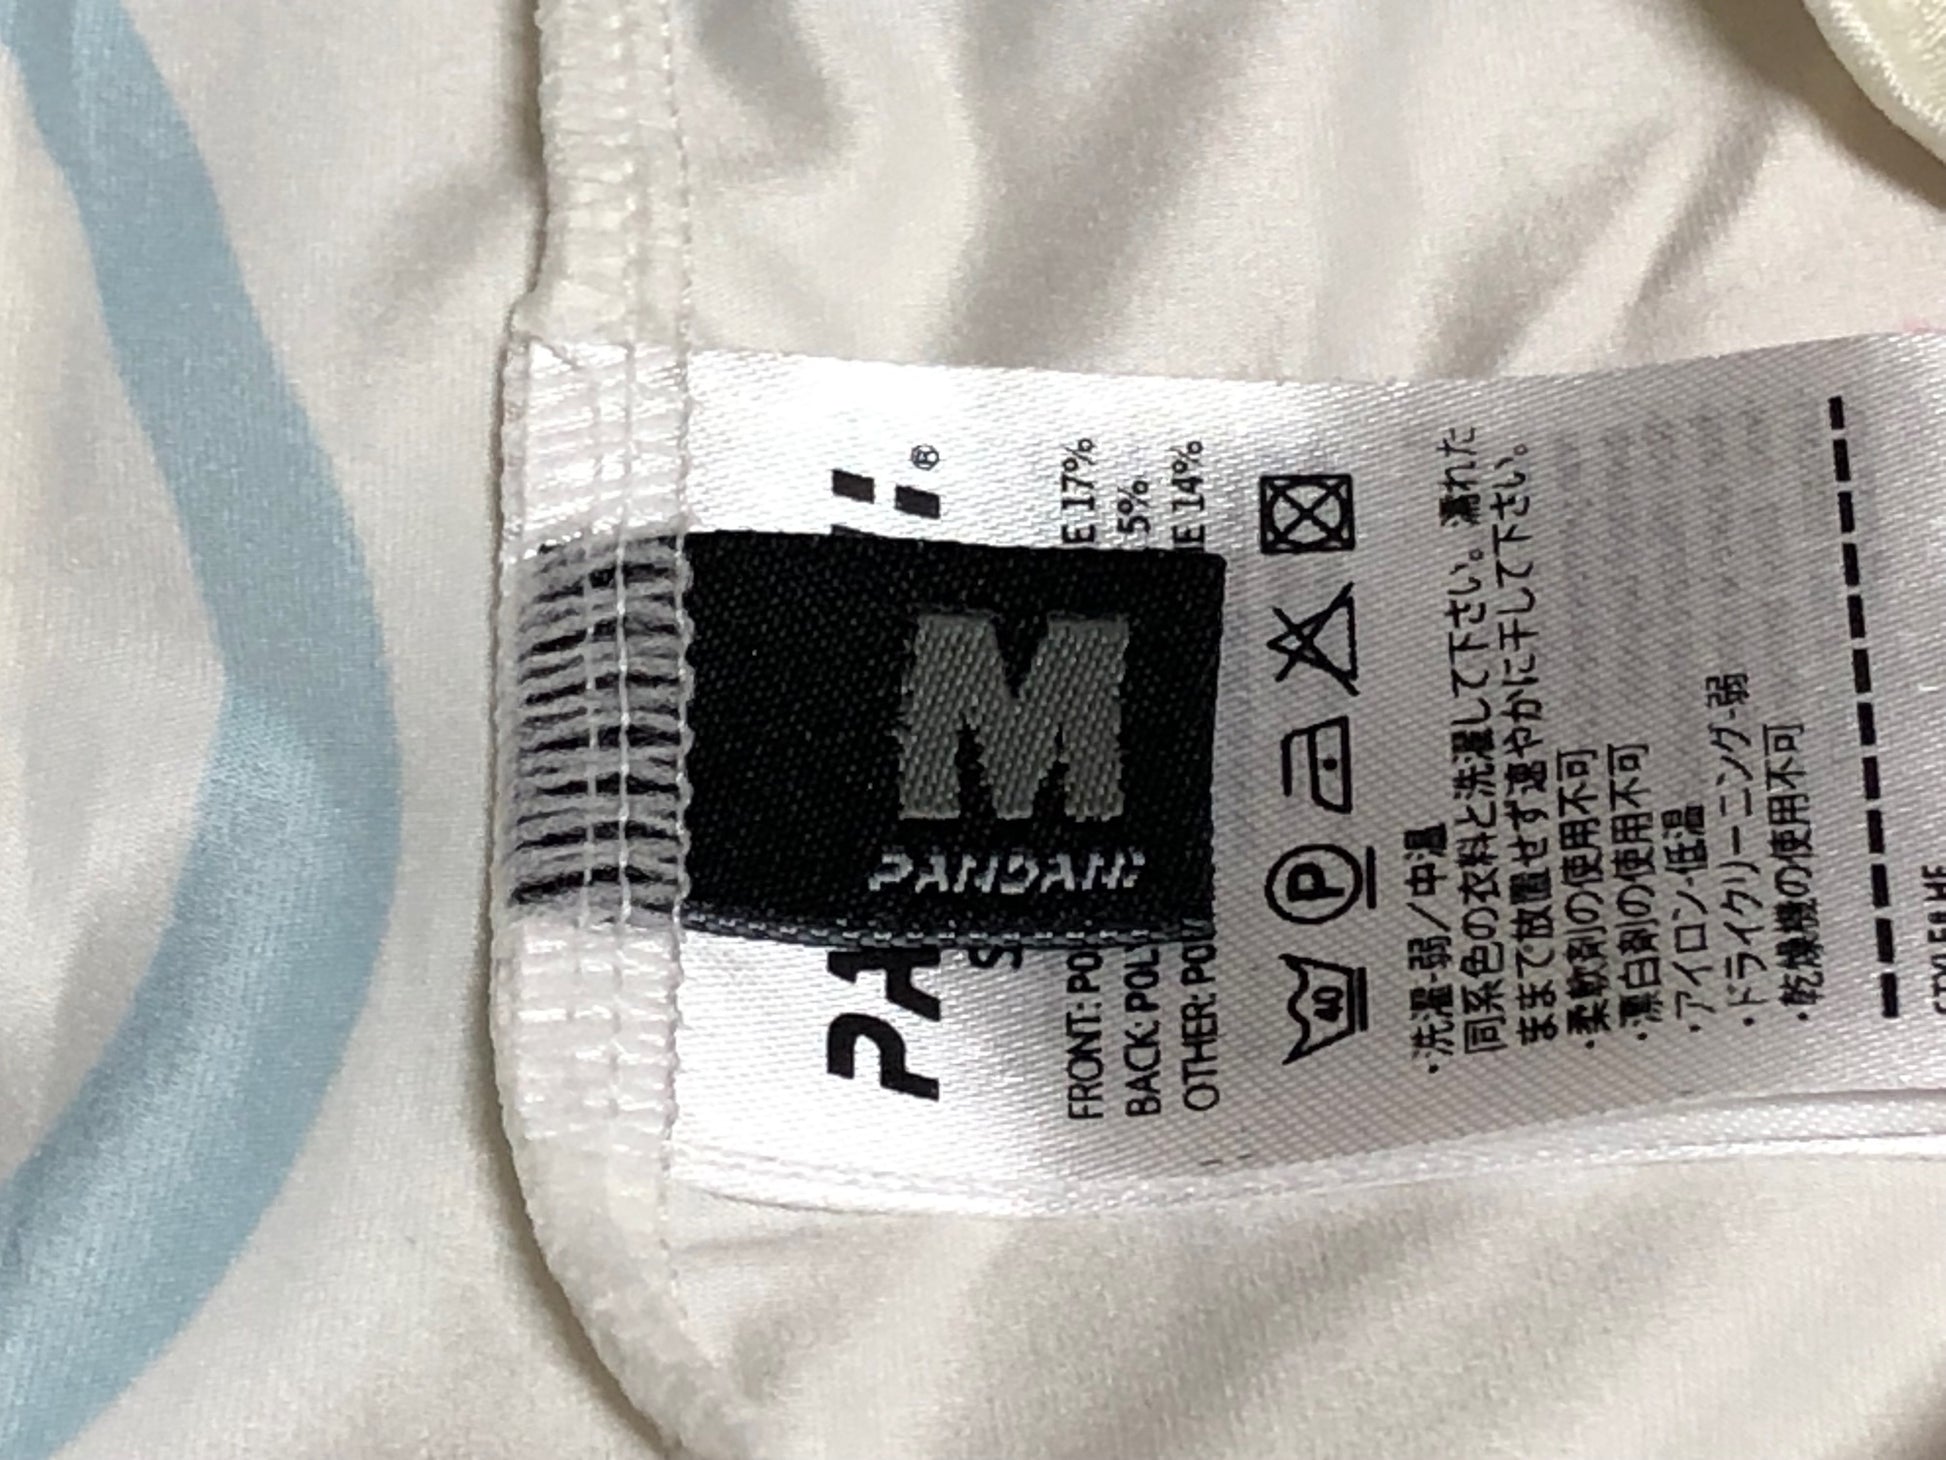 PANDANI
M
PA
®
FRONT: PO E 17%
BACK: POLY 5%
OTHER: PO E 14%
40
P
・洗濯-弱/中温
同系色の衣料と洗濯して下さい。濡れた
ままで放置せず速やかに干して下さい。
・柔軟剤の使用不可
・漂白剤の使用不可
・アイロン-低温
・ドライクリーニング-弱
・乾燥機の使用不可